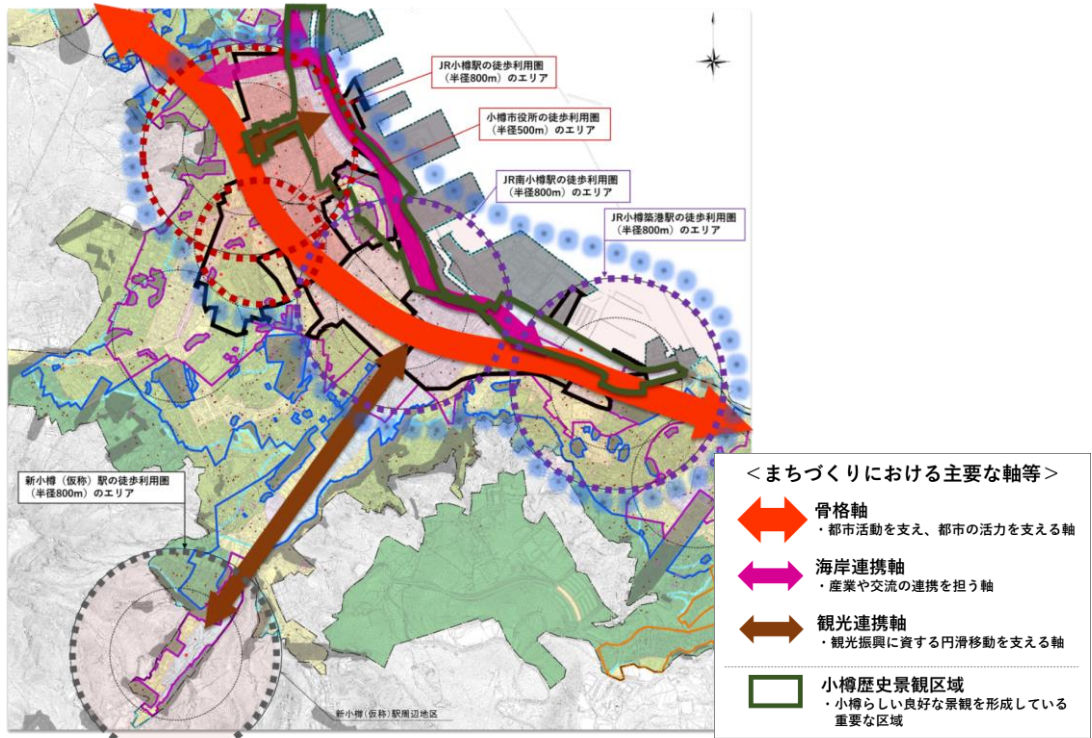 JR小樽駅の徒歩利用圏
（半径800m）のエリア
小樽市役所の徒歩利用圏
（半径500m）のエリア
JR南小樽駅の徒歩利用圏
（半径800m）のエリア
JR小樽築港駅の徒歩利用圏
（半径800m）のエリア
新小樽（仮称）駅の徒歩利用圏
（半径800m）のエリア
新小樽(仮称)駅周辺地区
＜まちづくりにおける主要な軸等＞
骨格軸
・都市活動を支え、都市の活力を支える軸
海岸連携軸
・産業や交流の連携を担う軸
観光連携軸
・観光振興に資する円滑移動を支える軸
小樽歴史景観区域
・小樽らしい良好な景観を形成している
重要な区域